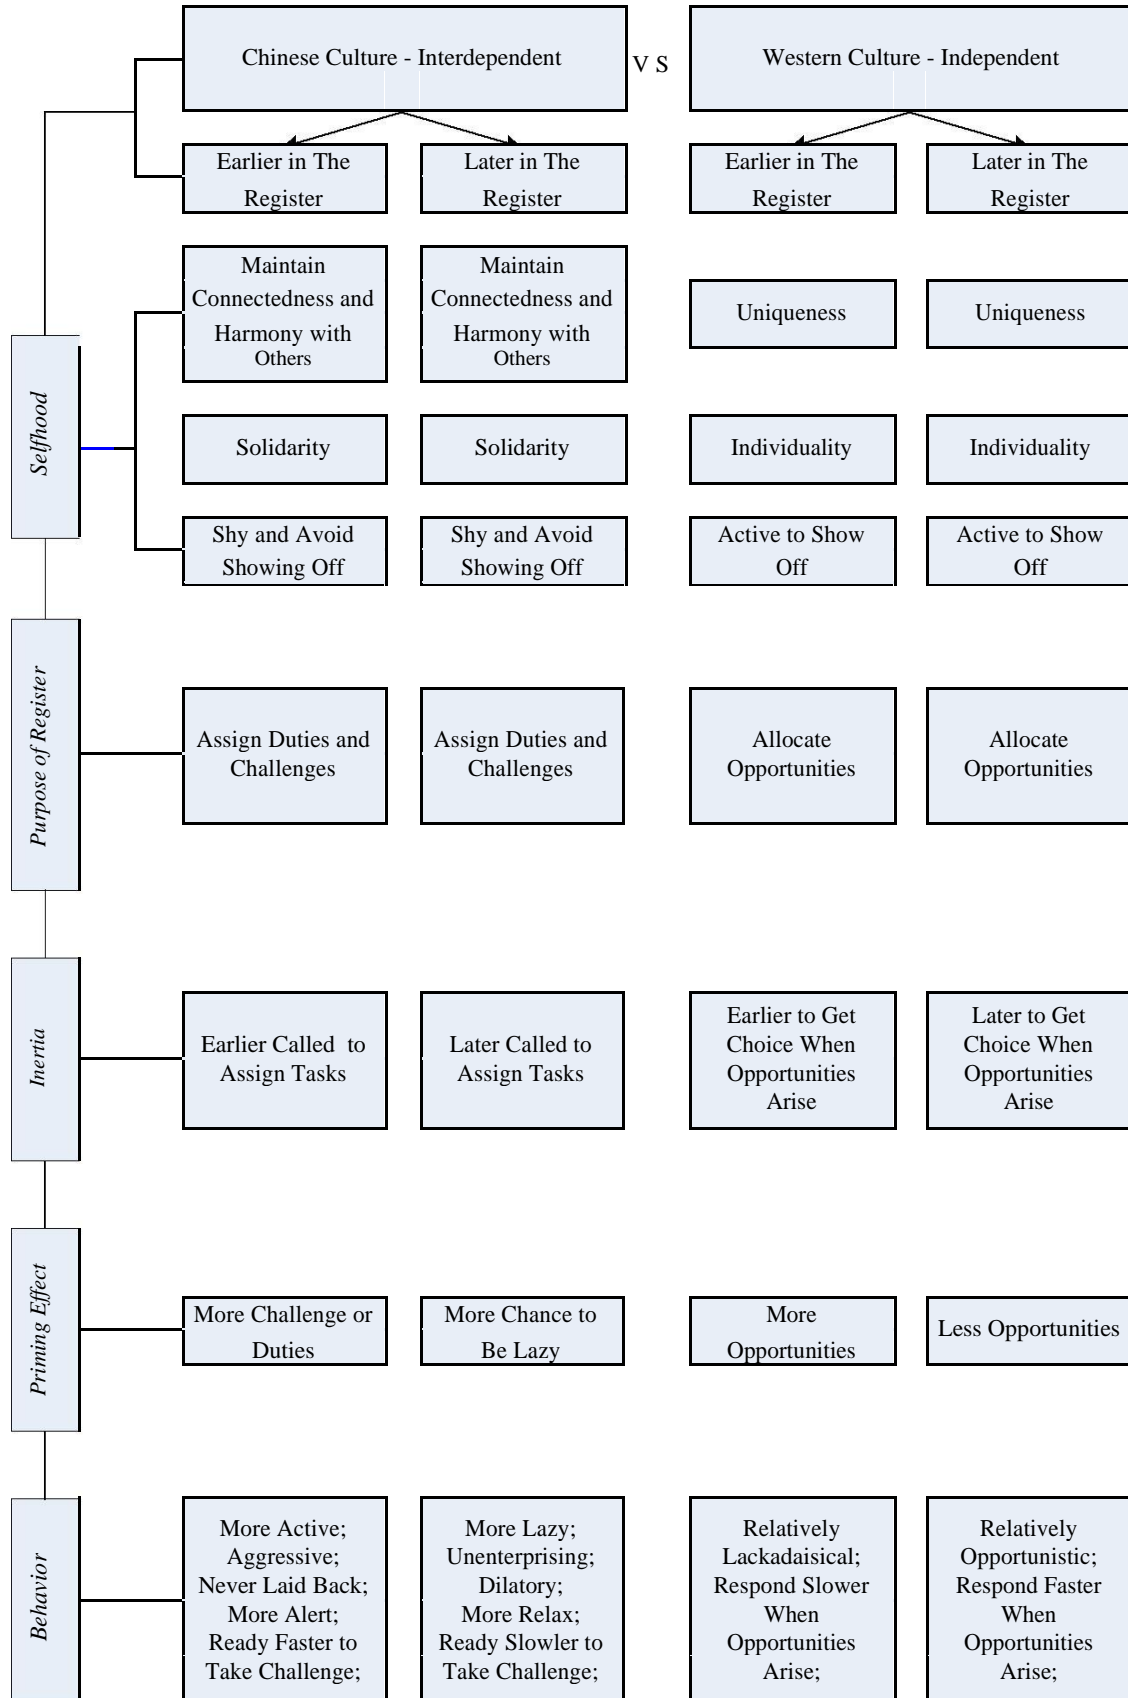 Chinese Culture - Interdependent
V S
Western Culture - Independent
Earlier in The
Register
Later in The
Register
Earlier in The
Register
Later in The
Register
Selfhood
Maintain
Connectedness and
Harmony with
Others
Maintain
Connectedness and
Harmony with
Others
Uniqueness
Uniqueness
Solidarity
Solidarity
Individuality
Individuality
Shy and Avoid
Showing Off
Shy and Avoid
Showing Off
Active to Show
Off
Active to Show
Off
Purpose of Register
Assign Duties and
Challenges
Assign Duties and
Challenges
Allocate
Opportunities
Allocate
Opportunities
Inertia
Earlier Called to
Assign Tasks
Later Called to
Assign Tasks
Earlier to Get
Choice When
Opportunities
Arise
Later to Get
Choice When
Opportunities
Arise
Priming Effect
More Challenge or
Duties
More Chance to
Be Lazy
More
Opportunities
Less Opportunities
Behavior
More Active;
Aggressive;
Never Laid Back;
More Alert;
Ready Faster to
Take Challenge;
More Lazy;
Unenterprising;
Dilatory;
More Relax;
Ready Slowler to
Take Challenge;
Relatively
Lackadaisical;
Respond Slower
When
Opportunities
Arise;
Relatively
Opportunistic;
Respond Faster
When
Opportunities
Arise;